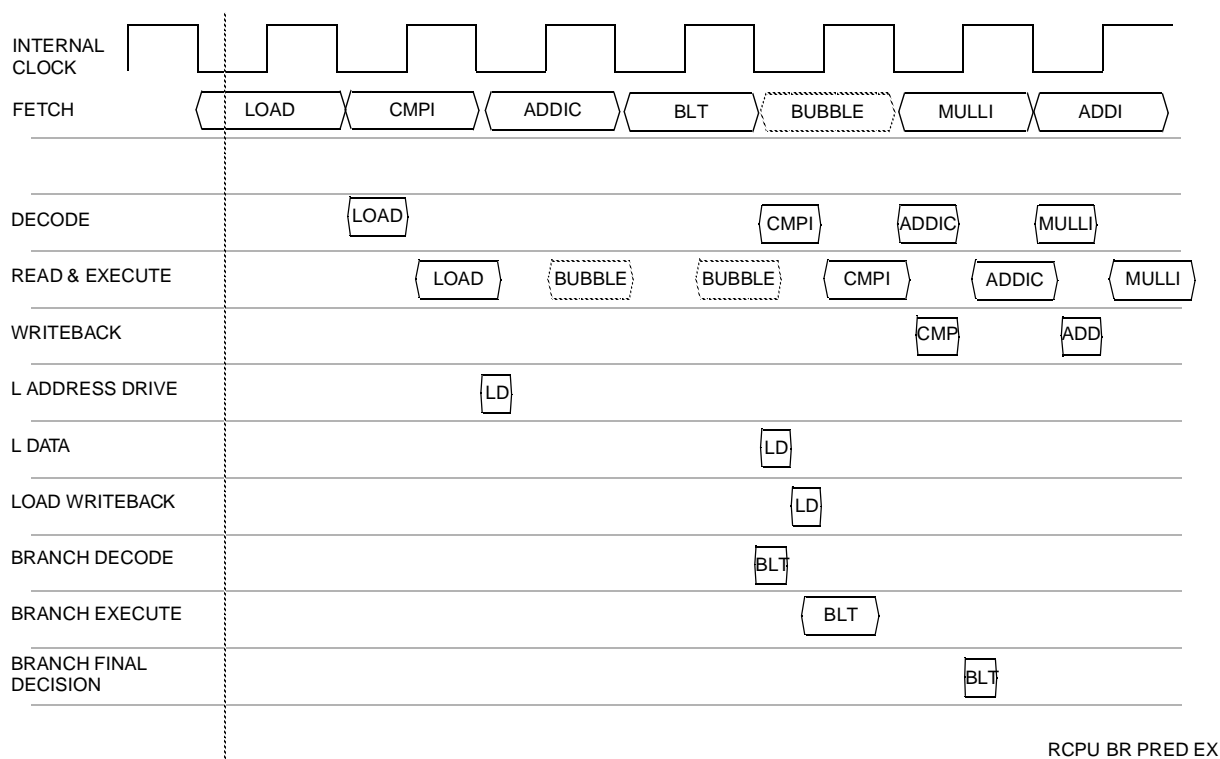 INTERNAL
CLOCK
FETCH LOAD CMPI ADDIC BLT BUBBLE MULLI ADDI
DECODE LOAD CMPI ADDIC MULLI
READ & EXECUTE LOAD BUBBLE BUBBLE CMPI ADDIC MULLI
WRITEBACK CMP ADD
L ADDRESS DRIVE LD
L DATA LD
LOAD WRITEBACK LD
BRANCH DECODE BLT
BRANCH EXECUTE BLT
BRANCH FINAL
DECISION BLT
RCPU BR PRED EX